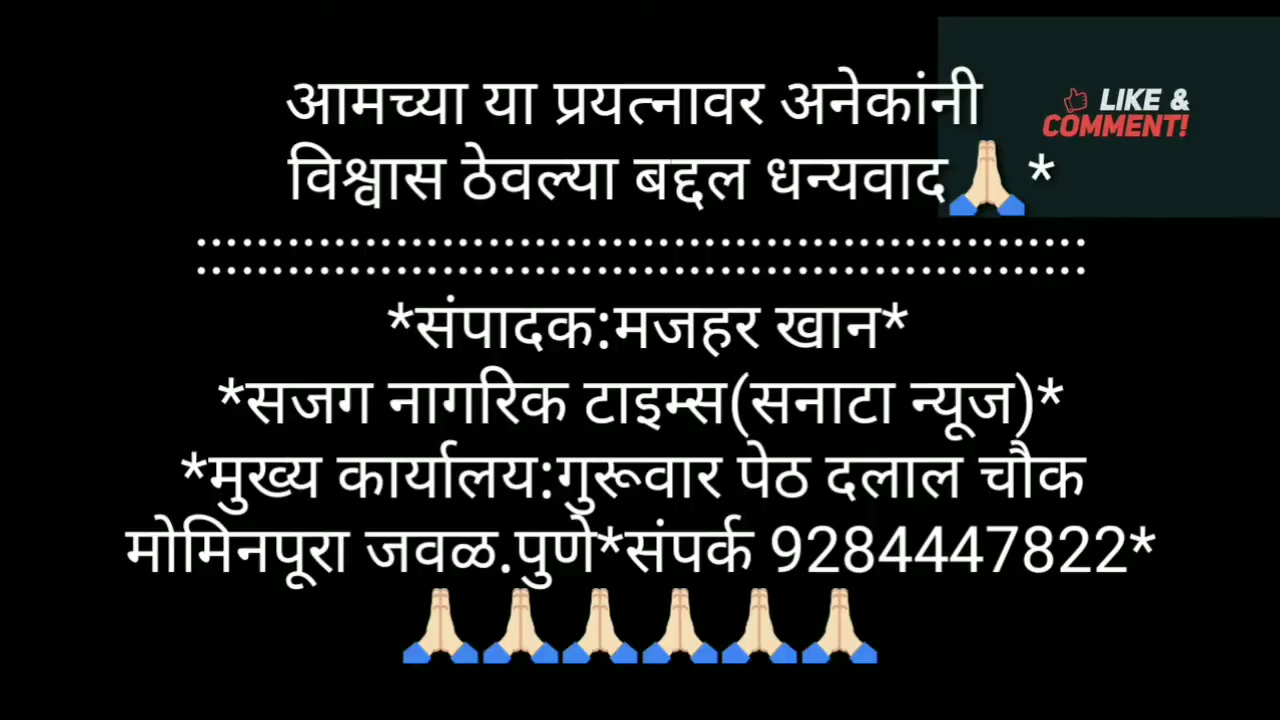 आमच्या या प्रयत्नावर अनेकांनी
विश्वास ठेवल्या बद्दल धन्यवाद🙏🏻*
::::::::::::::::::::::::::::::::::::::::::::::::::::::::::
*संपादक:मजहर खान*
*सजग नागरिक टाइम्स(सनाटा न्यूज)*
*मुख्य कार्यालय:गुरूवार पेठ दलाल चौक
मोमिनपूरा जवळ.पुणे*संपर्क 9284447822*
🙏🏻🙏🏻🙏🏻🙏🏻🙏🏻🙏🏻
LIKE &
COMMENT!